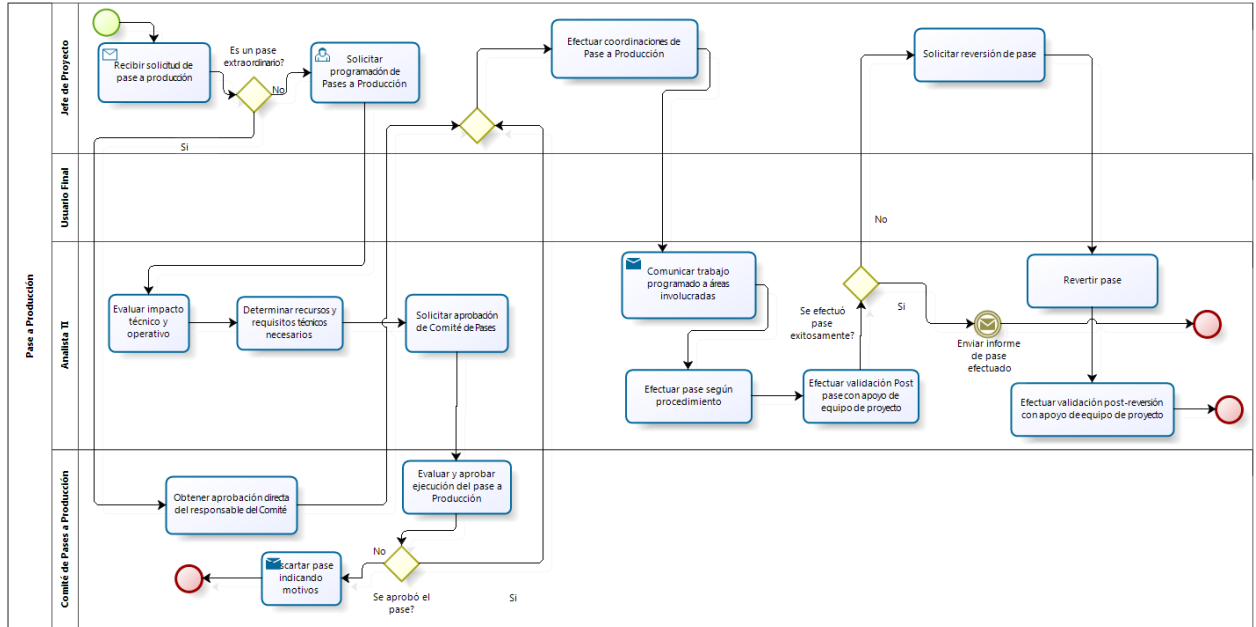 Pase a Producción
Jefe de Proyecto
Recibir solicitud de
pase a producción
Es un pase
extraordinario?
No
Si
Solicitar
programación de
Pases a Producción
Efectuar coordinaciones de
Pase a Producción
Solicitar reversión de pase
Usuario Final
No
Analista TI
Evaluar impacto
técnico y
operativo
Determinar recursos y
requisitos técnicos
necesarios
Solicitar aprobación
de Comité de Pases
Comunicar trabajo
programado a áreas
involucradas
Efectuar pase según
procedimiento
Efectuar validación Post
pase con apoyo de
equipo de proyecto
Se efectuó
pase
exitosamente?
Si
Enviar informe
de pase
efectuado
Revertir pase
Efectuar validación post-reversión
con apoyo de equipo de proyecto
Comité de Pases a Producción
Obtener aprobación directa
del responsable del Comité
Evaluar y aprobar
ejecución del pase a
Producción
No
Se aprobó el
pase?
Si
scartar pase
indicando
motivos